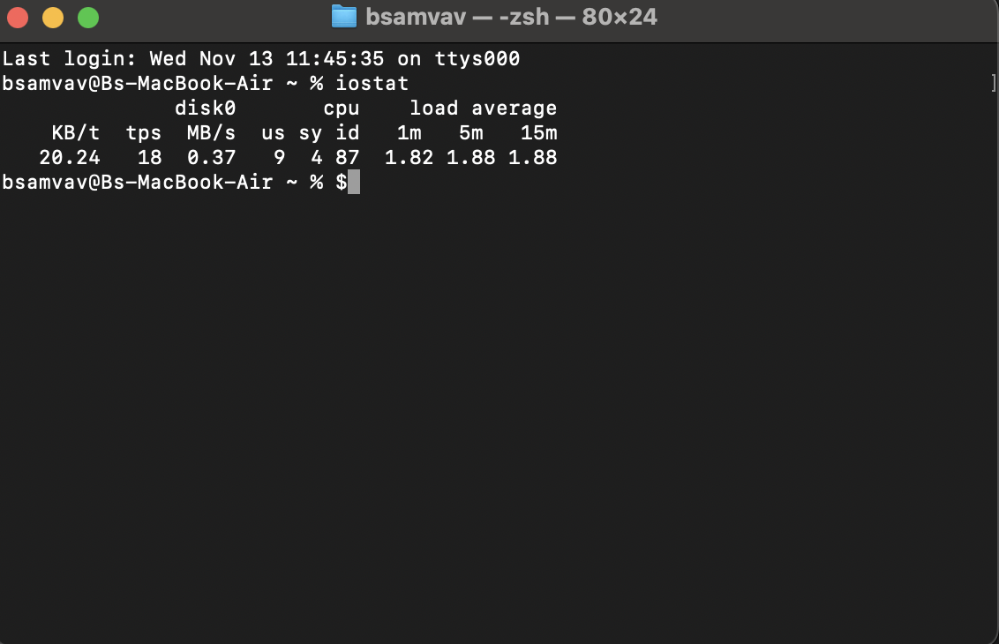 bsamvav — -zsh — 80×24
Last login: Wed Nov 13 11:45:35 on ttys000
bsamvav@Bs-MacBook-Air ~ % iostat ]
disk0 cpu load average
KB/t tps MB/s us sy id 1m 5m 15m
20.24 18 0.37 9 4 87 1.82 1.88 1.88
bsamvav@Bs-MacBook-Air ~ % $